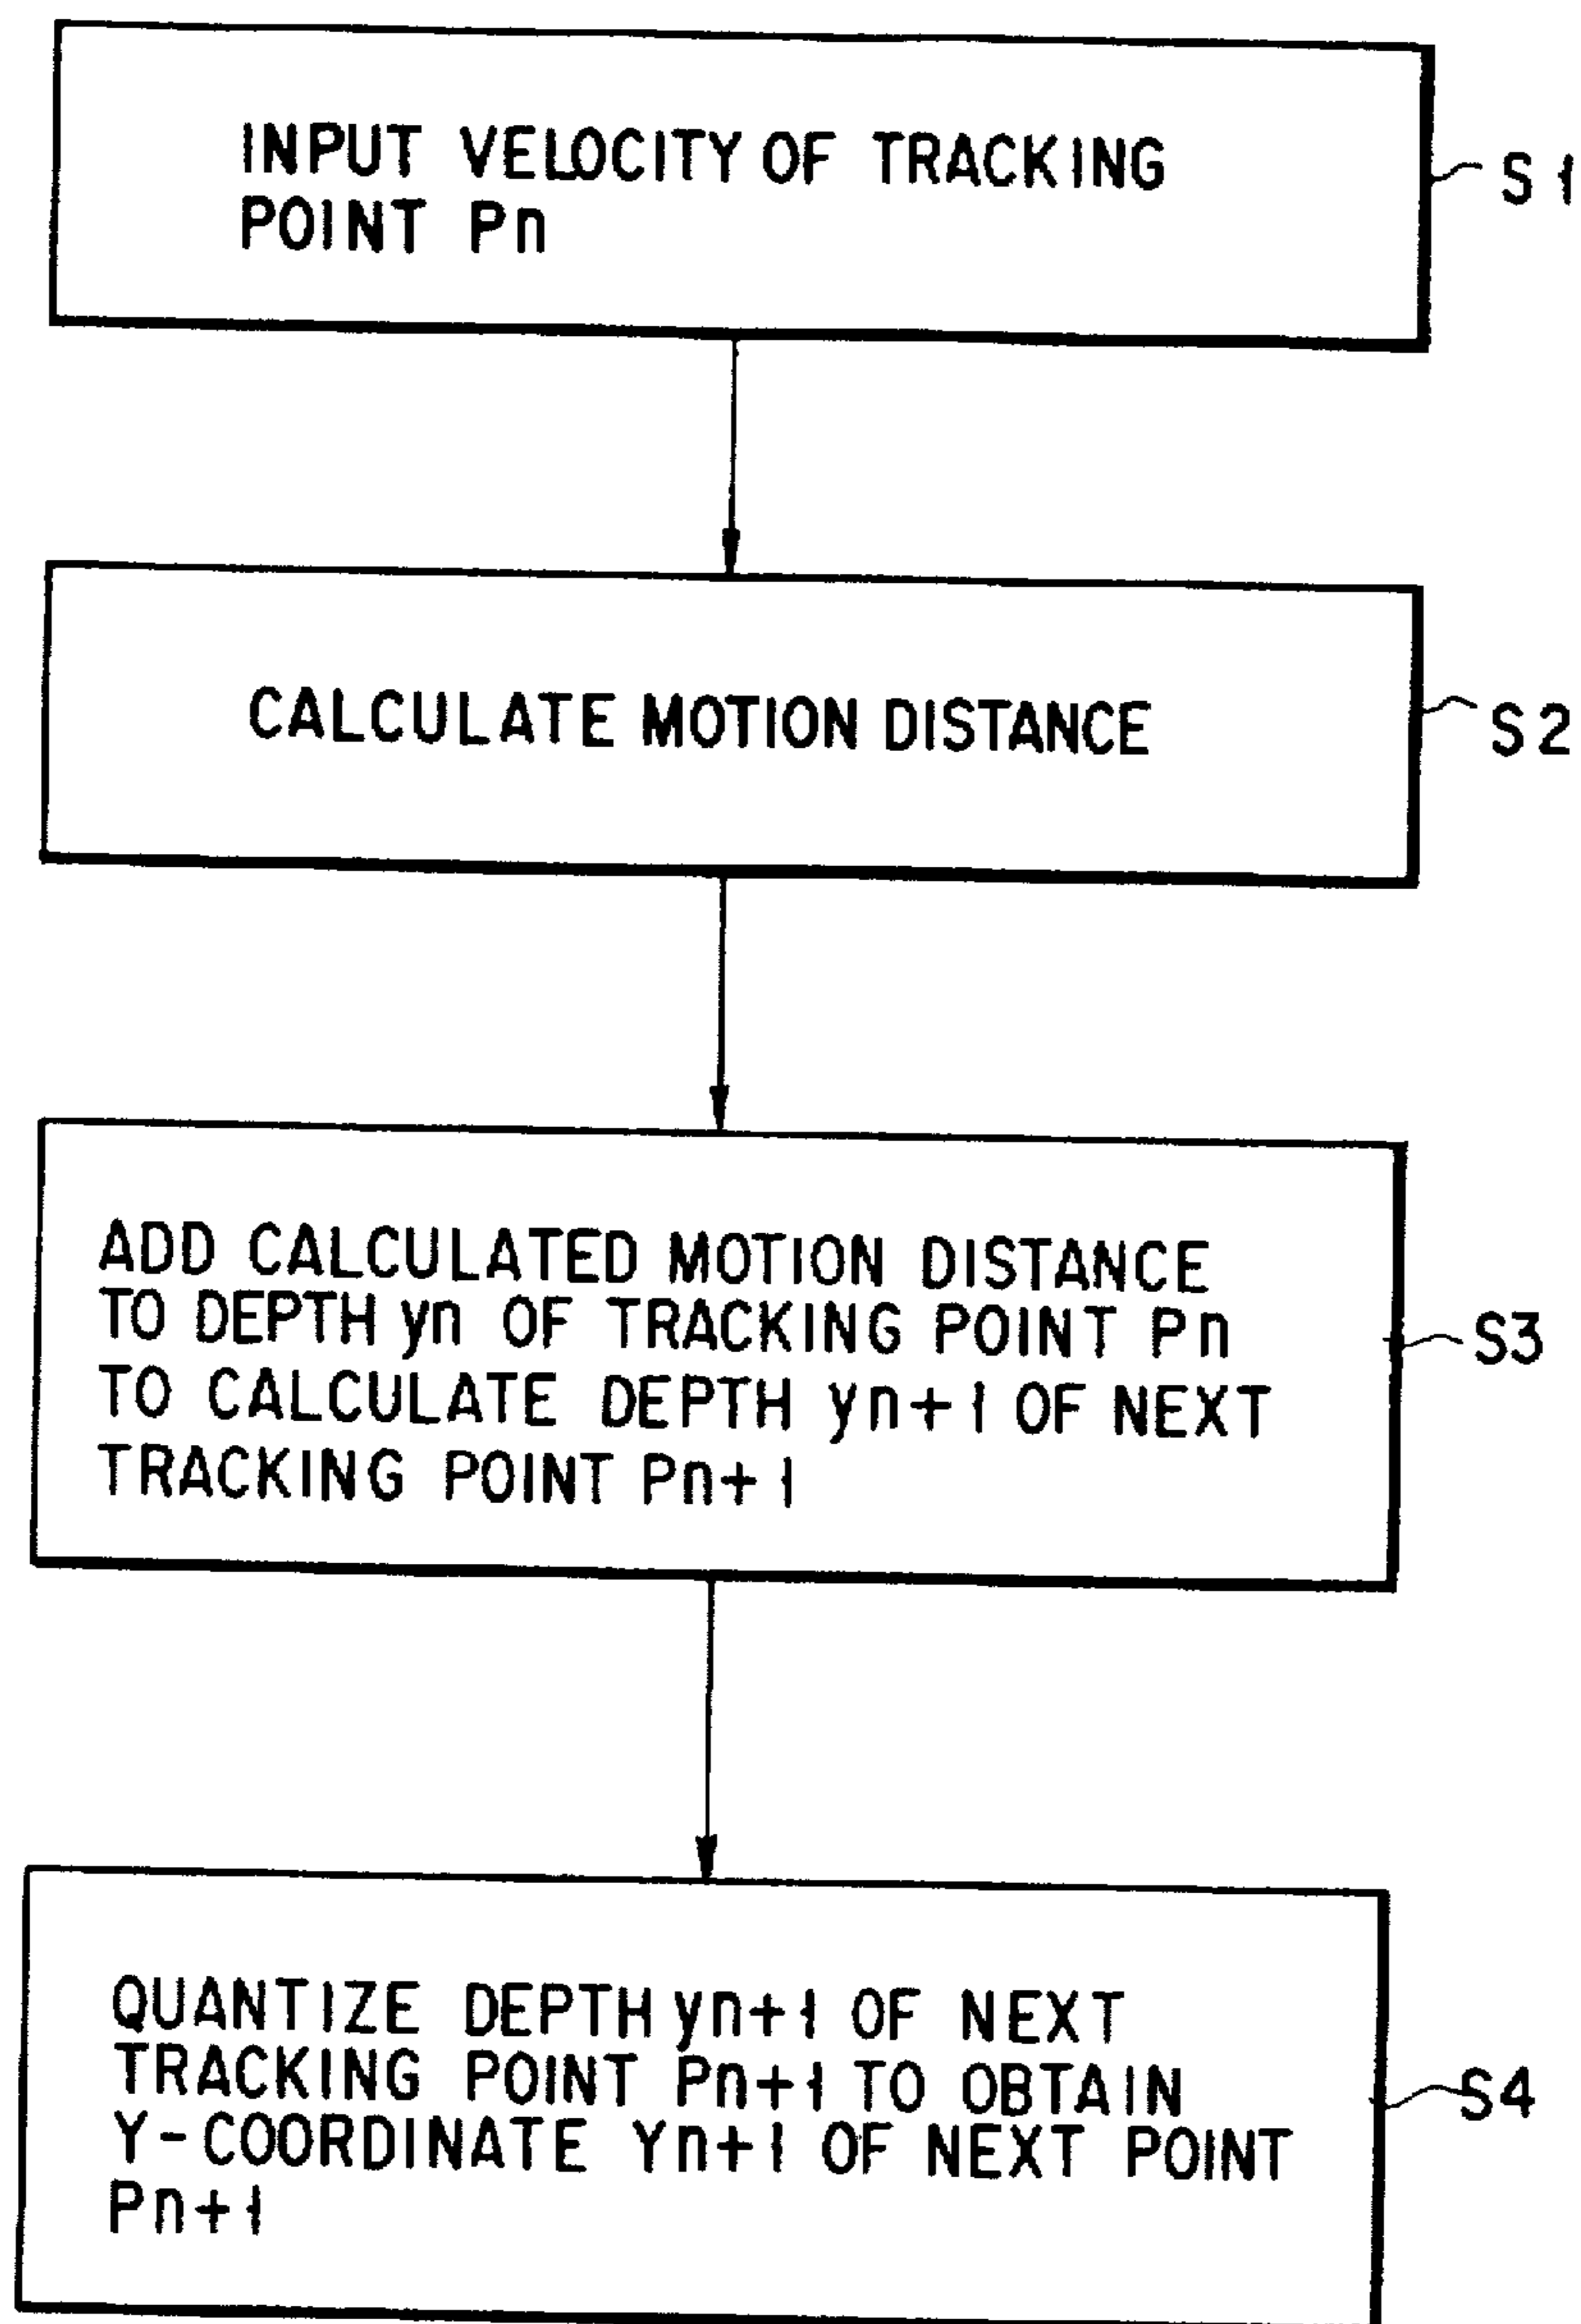 INPUT VELOCITY OF TRACKING
POINT Pn
S1
CALCULATE MOTION DISTANCE
S2
ADD CALCULATED MOTION DISTANCE
TO DEPTH yn OF TRACKING POINT Pn
TO CALCULATE DEPTH yn+1 OF NEXT
TRACKING POINT Pn+1
S3
QUANTIZE DEPTH yn+1 OF NEXT
TRACKING POINT Pn+1 TO OBTAIN
Y-COORDINATE Yn+1 OF NEXT POINT
Pn+1
S4